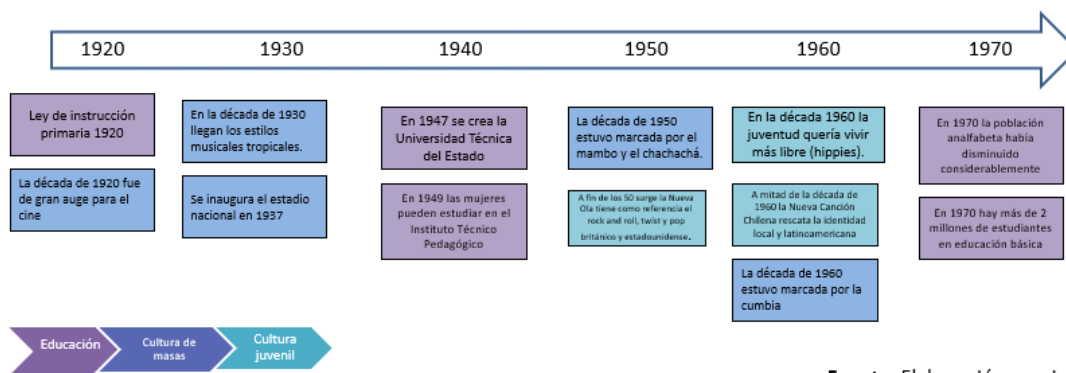 1920
1930
1940
1950
1960
1970
Ley de instrucción
primaria 1920
La década de 1920 fue
de gran auge para el
cine
En la década de 1930
llegan los estilos
musicales tropicales.
Se inaugura el estadio
nacional en 1937
En 1947 se crea la
Universidad Técnica
del Estado
En 1949 las mujeres
pueden estudiar en el
Instituto Técnico
Pedagógico
La década de 1950
estuvo marcada por el
mambo y el chachachá.
A fin de los 50 surge la Nueva
Ola tiene como referencia el
rock and roll, twist y pop
británico y estadounidense.
En la década 1960 la
juventud quería vivir
más libre (hippies).
A mitad de la década de
1960 la Nueva Canción
Chilena rescata la identidad
local y latinoamericana
La década de 1960
estuvo marcada por la
cumbia
En 1970 la población
analfabeta había
disminuido
considerablemente
En 1970 hay más de 2
millones de estudiantes
en educación básica
Educación
Cultura de
masas
Cultura
juvenil